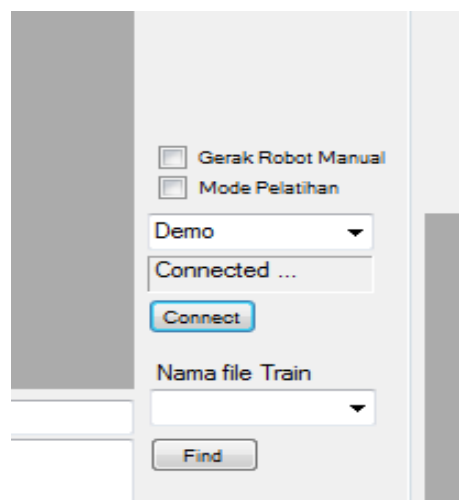 Gerak Robot Manual
Mode Pelatihan
Demo
Connected ...
Connect
Nama file Train
Find